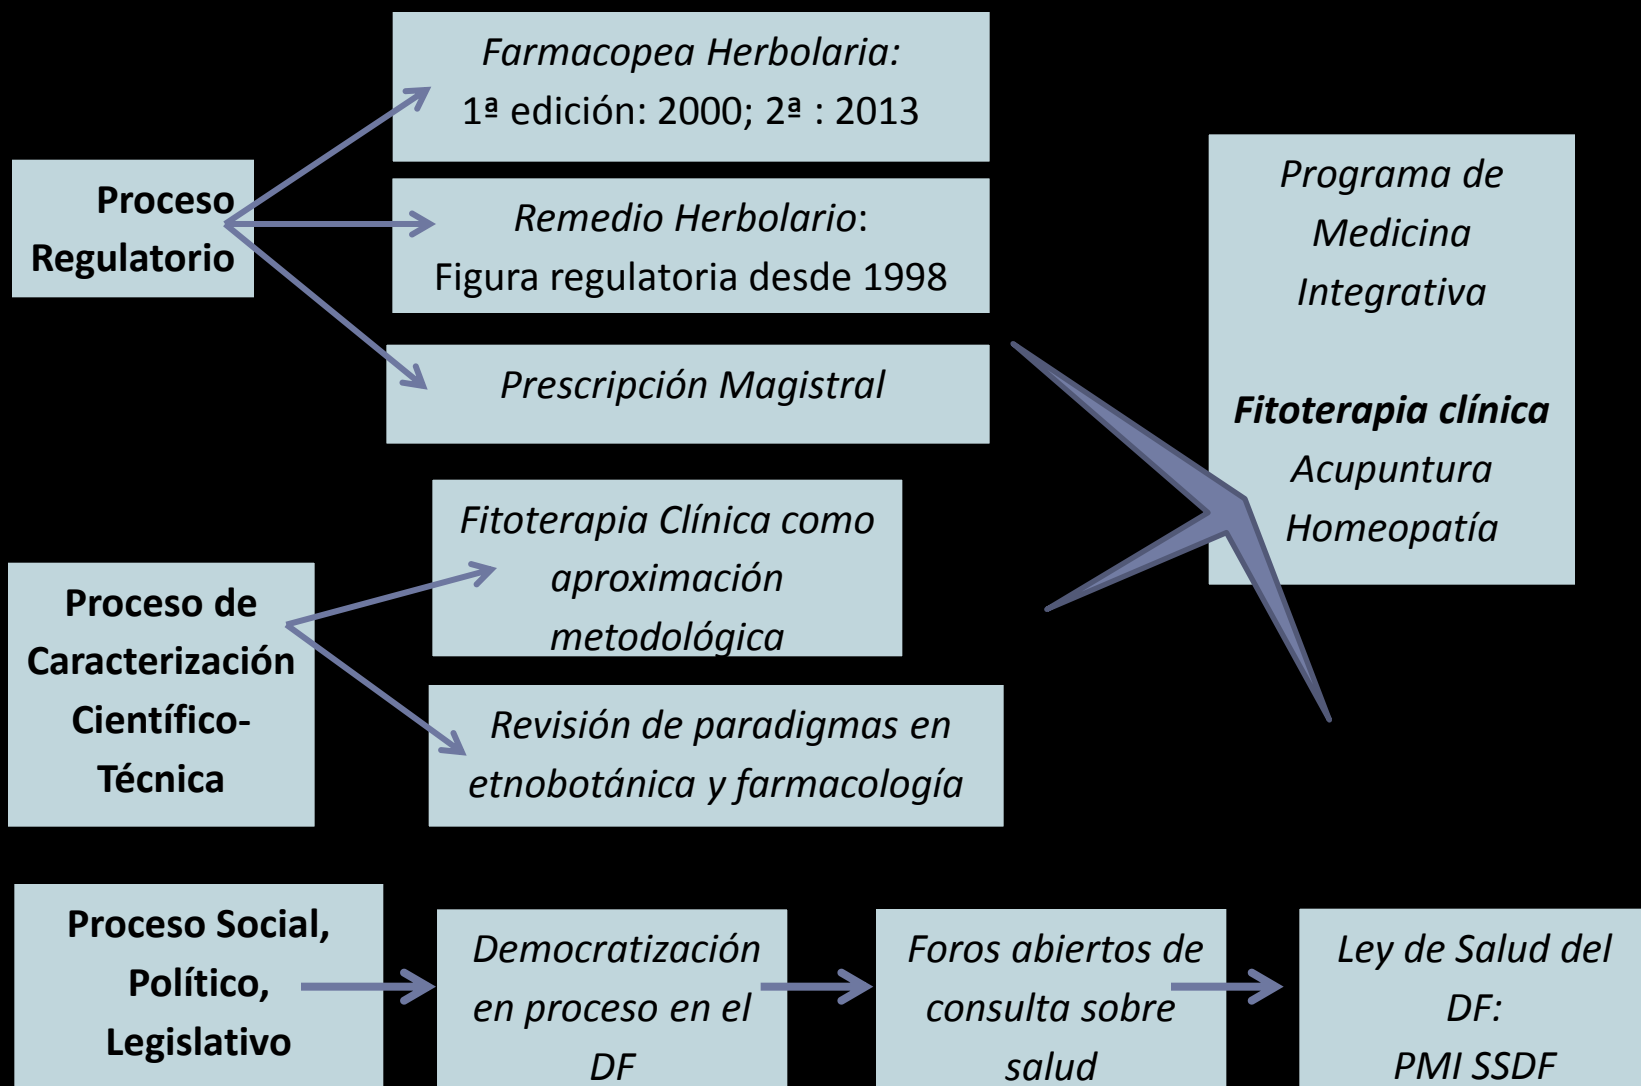 Proceso
Regulatorio
Farmacopea Herbolaria:
1ª edición: 2000; 2ª : 2013
Remedio Herbolario:
Figura regulatoria desde 1998
Prescripción Magistral
Programa de
Medicina
Integrativa
Fitoterapia clínica
Acupuntura
Homeopatía
Proceso de
Caracterización
Científico-
Técnica
Fitoterapia Clínica como
aproximación
metodológica
Revisión de paradigmas en
etnobotánica y farmacología
Proceso Social,
Político,
Legislativo
Democratización
en proceso en el
DF
Foros abiertos de
consulta sobre
salud
Ley de Salud del
DF:
PMI SSDF